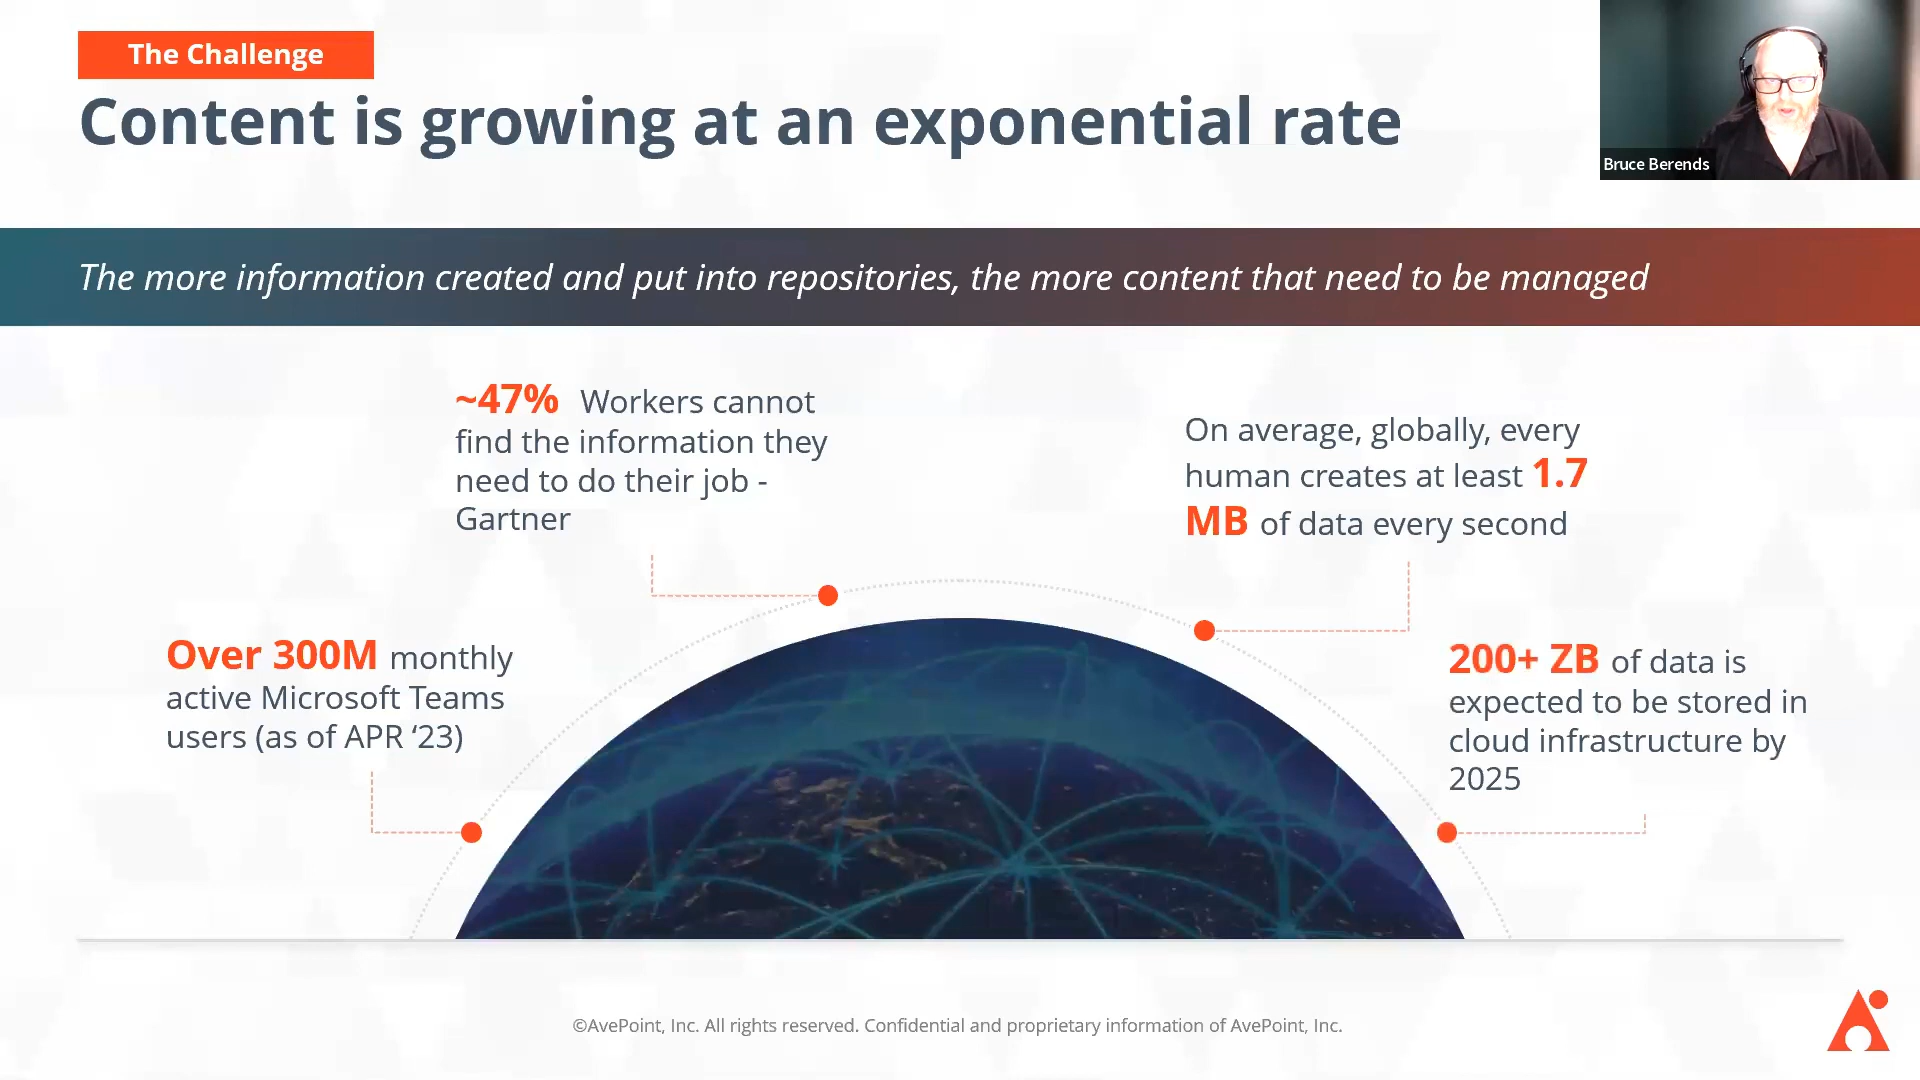 The Challenge
Content is growing at an exponential rate
Bruce Berends
The more information created and put into repositories, the more content that need to be managed
~47% Workers cannot
find the information they
need to do their job -
Gartner
On average, globally, every
human creates at least 1.7
MB of data every second
Over 300M monthly
active Microsoft Teams
users (as of APR ‘23)
200+ ZB of data is
expected to be stored in
cloud infrastructure by
2025
©AvePoint, Inc. All rights reserved. Confidential and proprietary information of AvePoint, Inc.